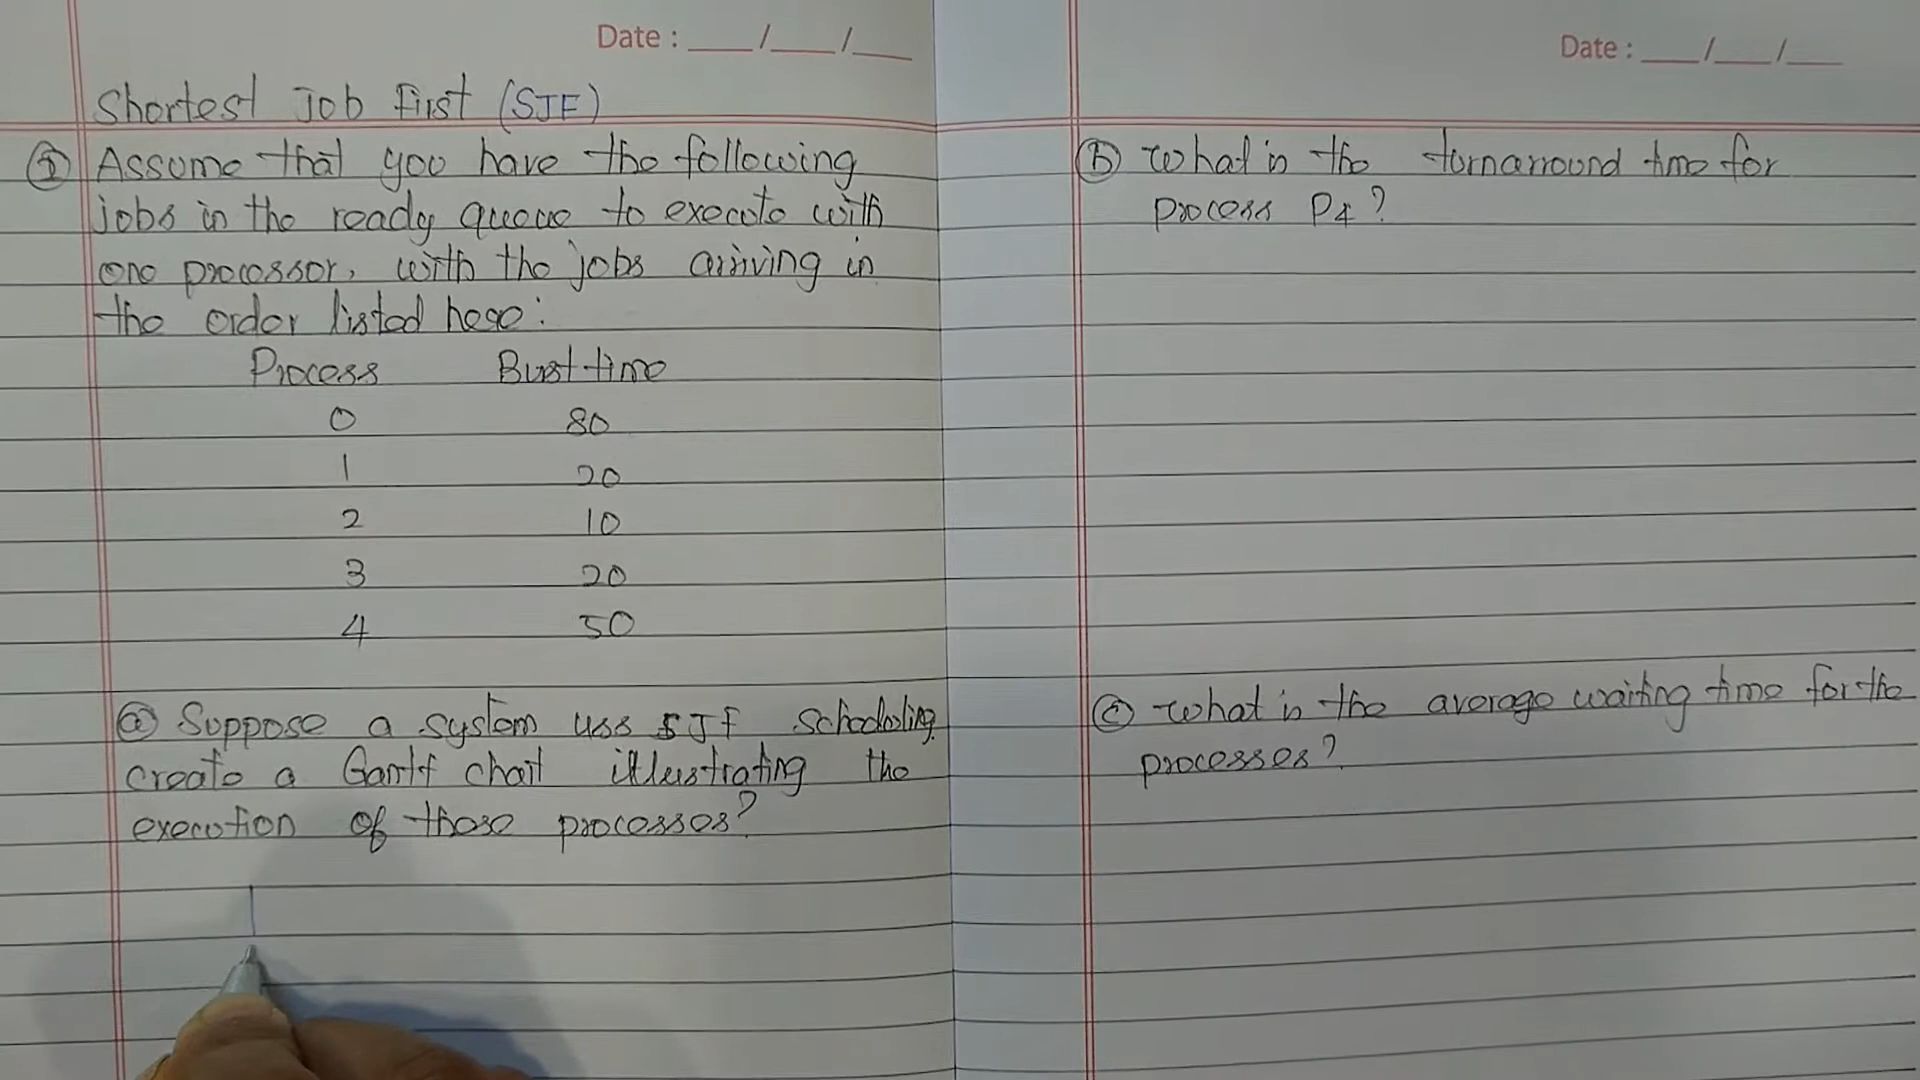 Date : ___/___/___
Shortest Job First (SJF)
① Assume that you have the following
jobs in the ready queue to execute with
one processor, with the jobs arriving in
the order listed here:
Process Burst time
0 80
1 20
2 10
3 20
4 50
ⓐ Suppose a system uss SJF scheduling
create a Gantt chart illustrating the
execution of these processes?
Date : ___/___/___
ⓑ What is the turnarround time for
process P4?
ⓒ What is the average waiting time for the
processes?